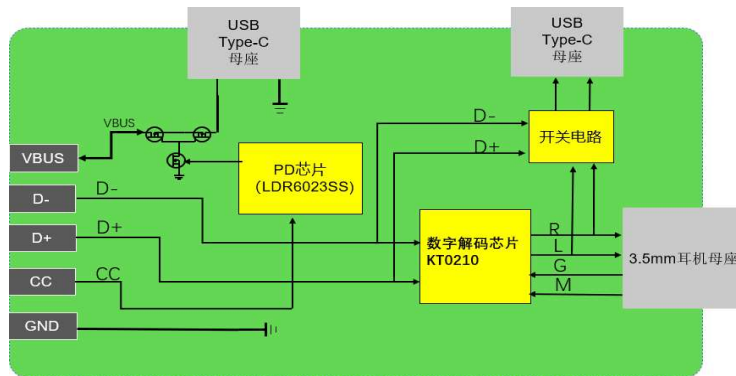 USB
Type-C
母座
USB
Type-C
母座
VBUS
D-
开关电路
D+
VBUS
PD芯片
(LDR6023SS)
D-
D-
D+
D+
数字解码芯片
KT0210
R
L
G
M
3.5mm耳机母座
CC
CC
GND